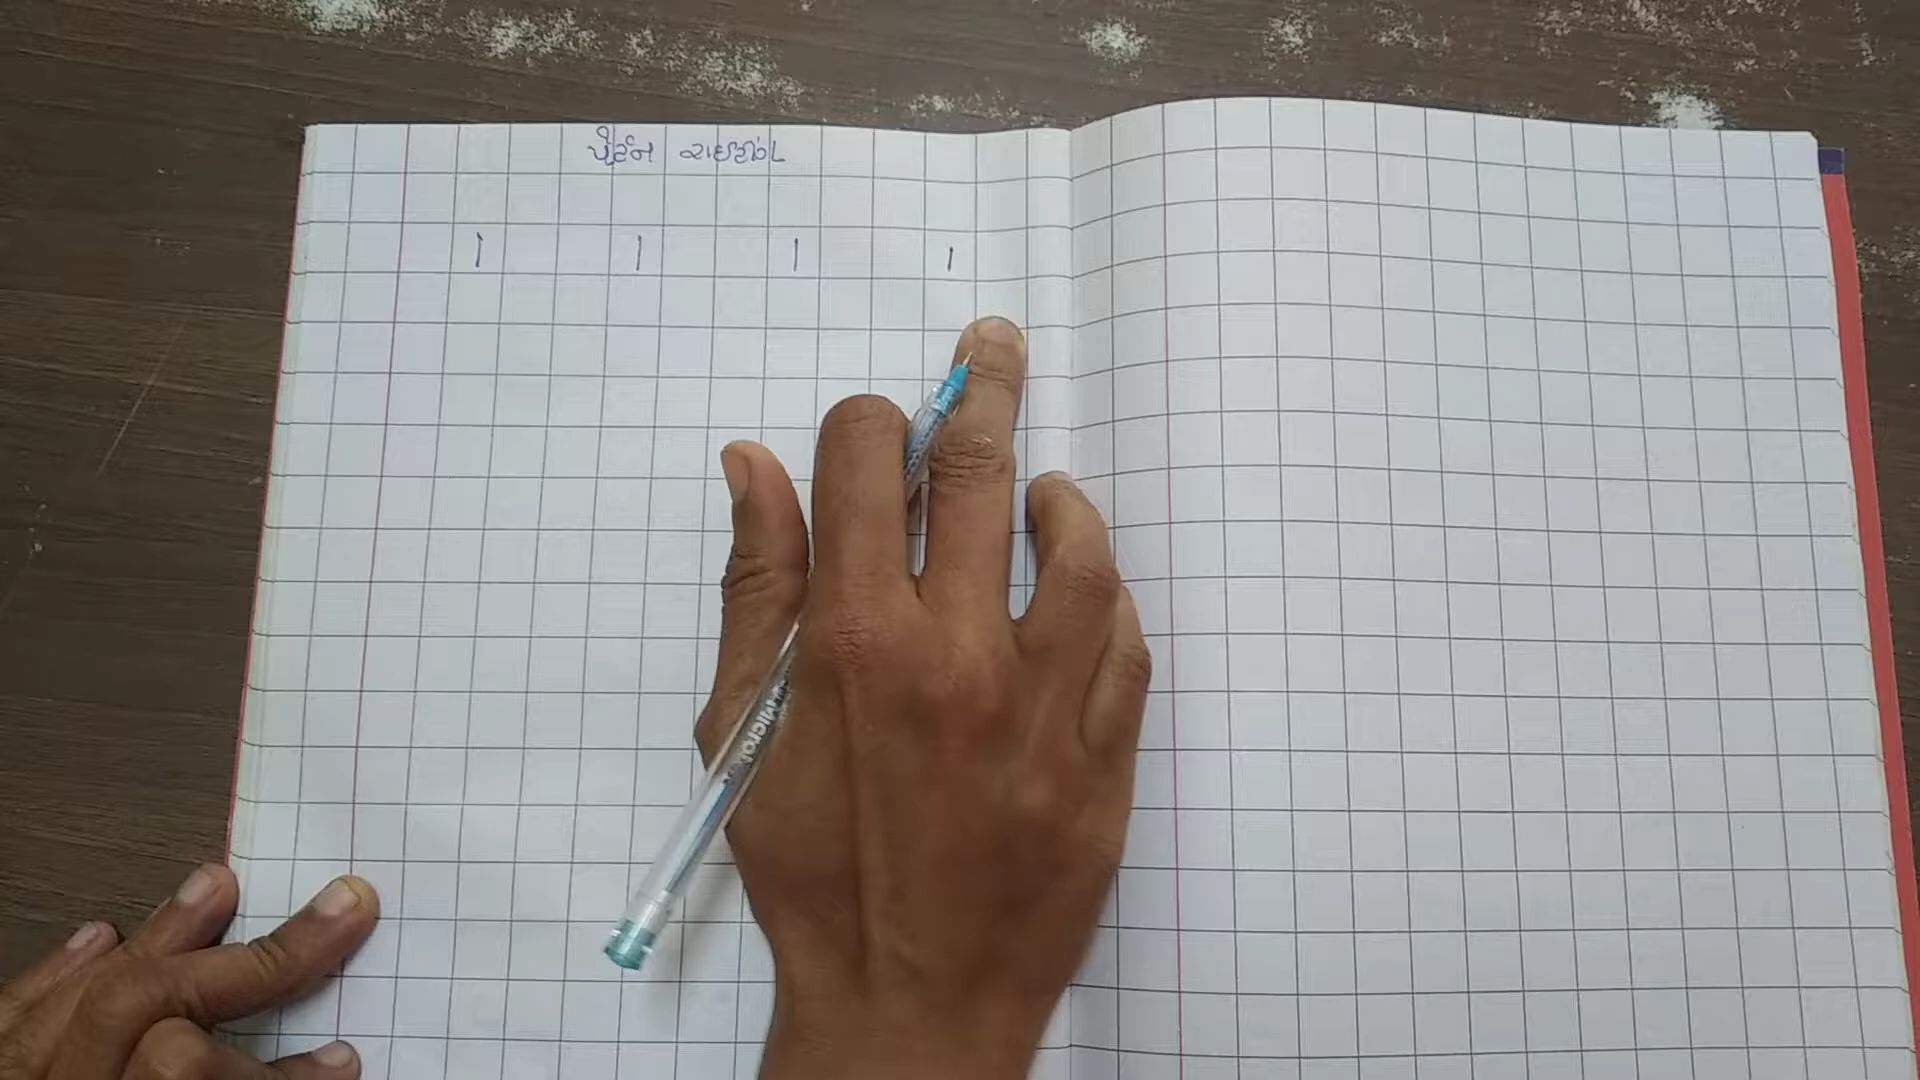 પેટર્ન રાઇટીંગ
| | | |